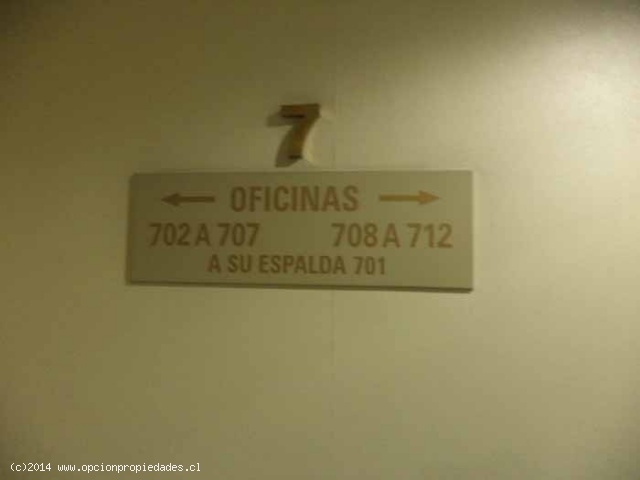 7
← OFICINAS →
702 A 707 708 A 712
A SU ESPALDA 701
(c)2014 www.opcionpropiedades.cl